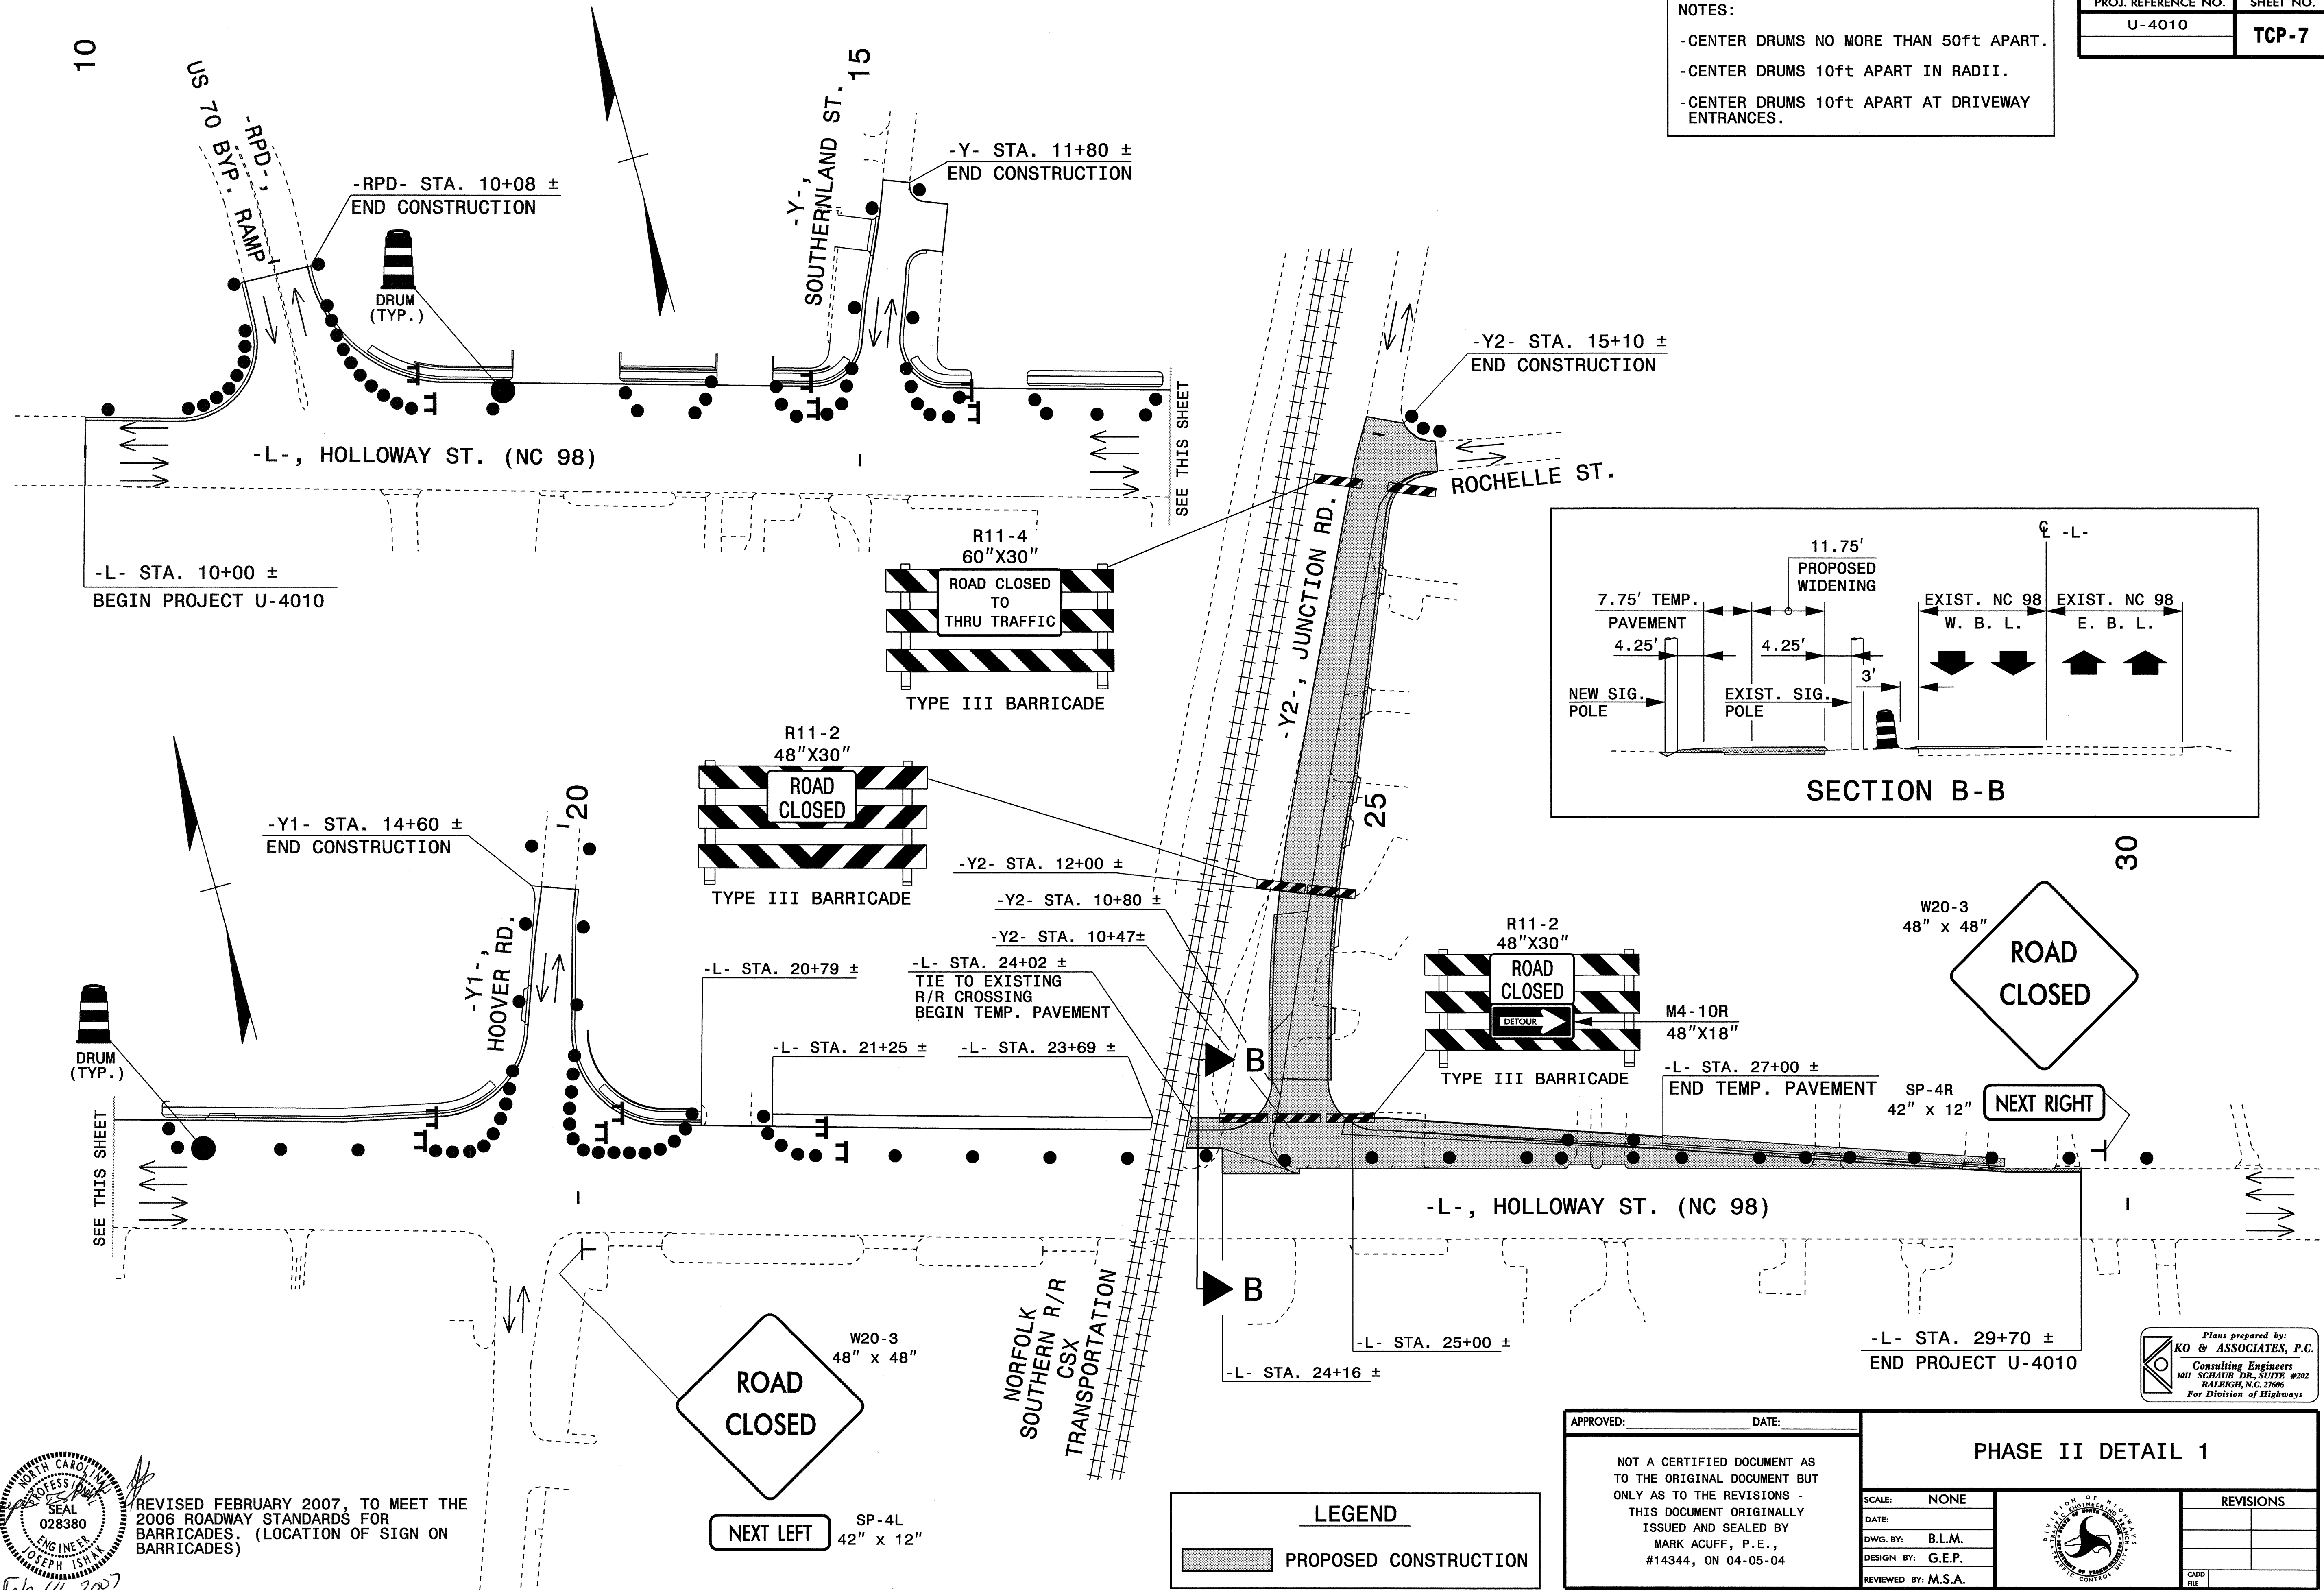 NOTES:
-CENTER DRUMS NO MORE THAN 50ft APART.
-CENTER DRUMS 10ft APART IN RADII.
-CENTER DRUMS 10ft APART AT DRIVEWAY
ENTRANCES.
PROJ. REFERENCE NO.
SHEET NO.
U-4010
TCP-7
10
15
US 70 BYP. RAMP
-RPD-,
-RPD- STA. 10+08 ±
END CONSTRUCTION
DRUM
(TYP.)
-Y-,
SOUTHERNLAND ST.
-Y- STA. 11+80 ±
END CONSTRUCTION
-L-, HOLLOWAY ST. (NC 98)
SEE THIS SHEET
-L- STA. 10+00 ±
BEGIN PROJECT U-4010
-Y2- STA. 15+10 ±
END CONSTRUCTION
ROCHELLE ST.
-Y2-, JUNCTION RD.
R11-4
60"X30"
ROAD CLOSED
TO
THRU TRAFFIC
TYPE III BARRICADE
℄ -L-
11.75'
PROPOSED
WIDENING
7.75' TEMP.
PAVEMENT
EXIST. NC 98
W. B. L.
EXIST. NC 98
E. B. L.
4.25'
4.25'
3'
NEW SIG.
POLE
EXIST. SIG.
POLE
SECTION B-B
R11-2
48"X30"
ROAD
CLOSED
TYPE III BARRICADE
20
25
30
-Y1- STA. 14+60 ±
END CONSTRUCTION
-Y1-,
HOOVER RD.
DRUM
(TYP.)
-Y2- STA. 12+00 ±
-Y2- STA. 10+80 ±
-Y2- STA. 10+47±
-L- STA. 20+79 ±
-L- STA. 24+02 ±
TIE TO EXISTING
R/R CROSSING
BEGIN TEMP. PAVEMENT
-L- STA. 21+25 ±
-L- STA. 23+69 ±
B
R11-2
48"X30"
ROAD
CLOSED
DETOUR
M4-10R
48"X18"
TYPE III BARRICADE
W20-3
48" x 48"
ROAD
CLOSED
-L- STA. 27+00 ±
END TEMP. PAVEMENT
SP-4R
42" x 12"
NEXT RIGHT
SEE THIS SHEET
-L-, HOLLOWAY ST. (NC 98)
B
NORFOLK
SOUTHERN R/R
CSX
TRANSPORTATION
-L- STA. 25+00 ±
-L- STA. 24+16 ±
-L- STA. 29+70 ±
END PROJECT U-4010
W20-3
48" x 48"
ROAD
CLOSED
NEXT LEFT
SP-4L
42" x 12"
Plans prepared by:
KO & ASSOCIATES, P.C.
Consulting Engineers
1011 SCHAUB DR., SUITE #202
RALEIGH, N.C. 27606
For Division of Highways
NORTH CAROLINA
PROFESSIONAL
SEAL
028380
ENGINEER
JOSEPH ISHAK
REVISED FEBRUARY 2007, TO MEET THE
2006 ROADWAY STANDARDS FOR
BARRICADES. (LOCATION OF SIGN ON
BARRICADES)
LEGEND
PROPOSED CONSTRUCTION
APPROVED:
DATE:
NOT A CERTIFIED DOCUMENT AS
TO THE ORIGINAL DOCUMENT BUT
ONLY AS TO THE REVISIONS -
THIS DOCUMENT ORIGINALLY
ISSUED AND SEALED BY
MARK ACUFF, P.E.,
#14344, ON 04-05-04
PHASE II DETAIL 1
SCALE: NONE
DATE:
DWG. BY: B.L.M.
DESIGN BY: G.E.P.
REVIEWED BY: M.S.A.
REVISIONS
CADD
FILE